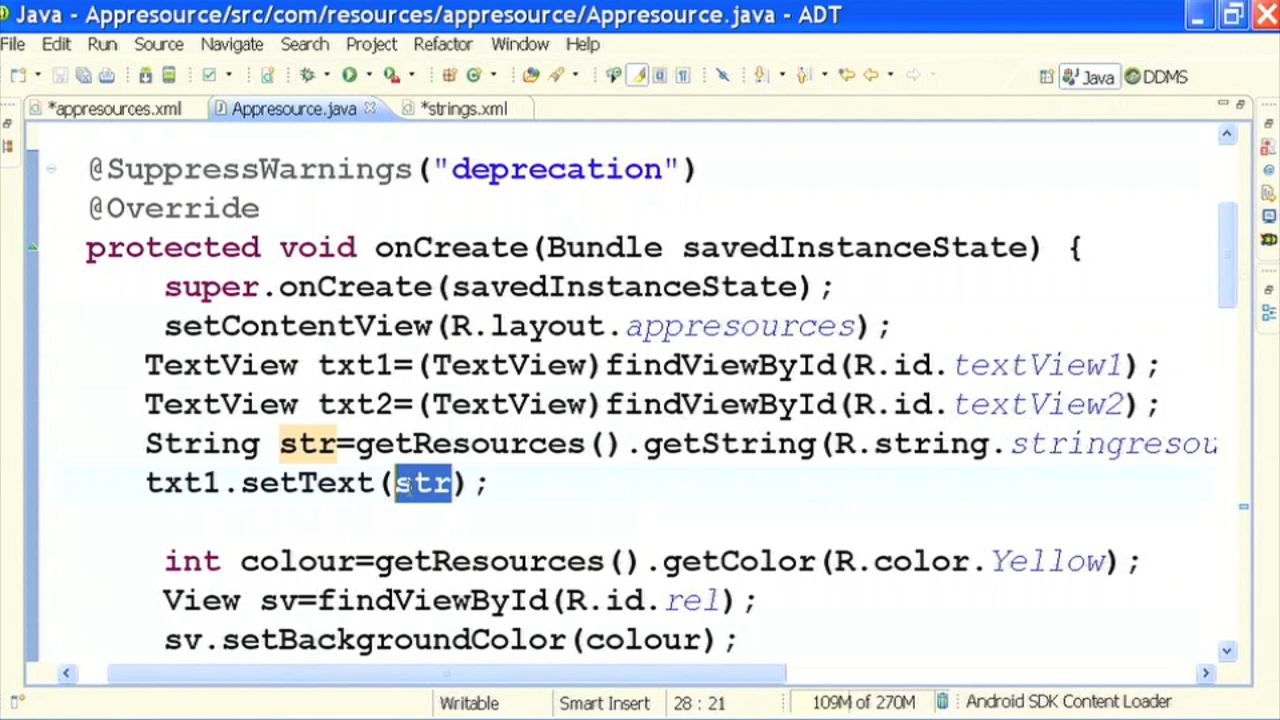 Java - Appresource/src/com/resources/appresource/Appresource.java - ADT
File Edit Run Source Navigate Search Project Refactor Window Help
Java DDMS
*appresources.xml Appresource.java *strings.xml
@SuppressWarnings("deprecation")
@Override
protected void onCreate(Bundle savedInstanceState) {
super.onCreate(savedInstanceState);
setContentView(R.layout.appresources);
TextView txt1=(TextView)findViewById(R.id.textView1);
TextView txt2=(TextView)findViewById(R.id.textView2);
String str=getResources().getString(R.string.stringresou
txt1.setText(str);
int colour=getResources().getColor(R.color.Yellow);
View sv=findViewById(R.id.rel);
sv.setBackgroundColor(colour);
Writable Smart Insert 28 : 21 109M of 270M Android SDK Content Loader